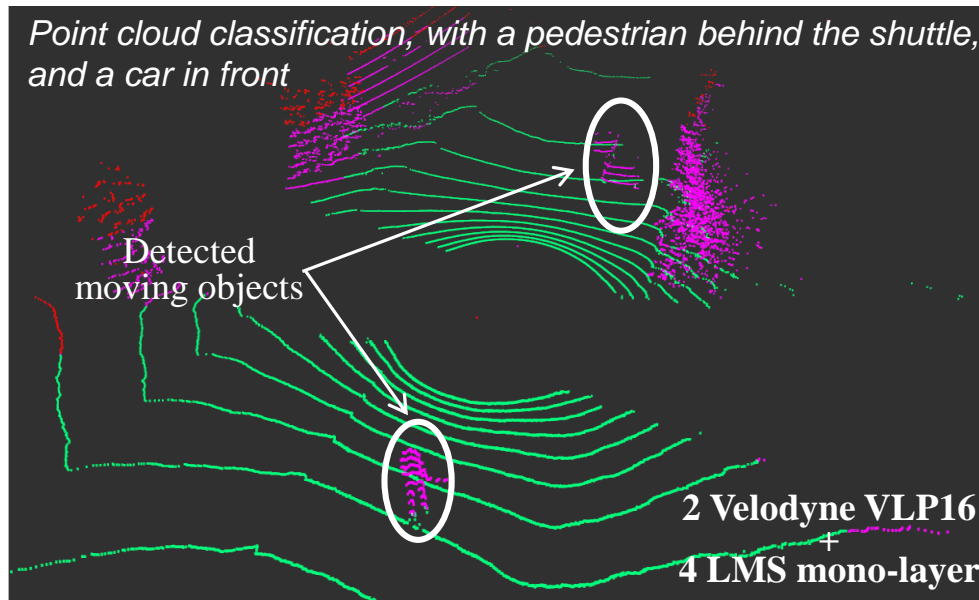 Point cloud classification, with a pedestrian behind the shuttle,
and a car in front
Detected
moving objects
2 Velodyne VLP16
+
4 LMS mono-layer